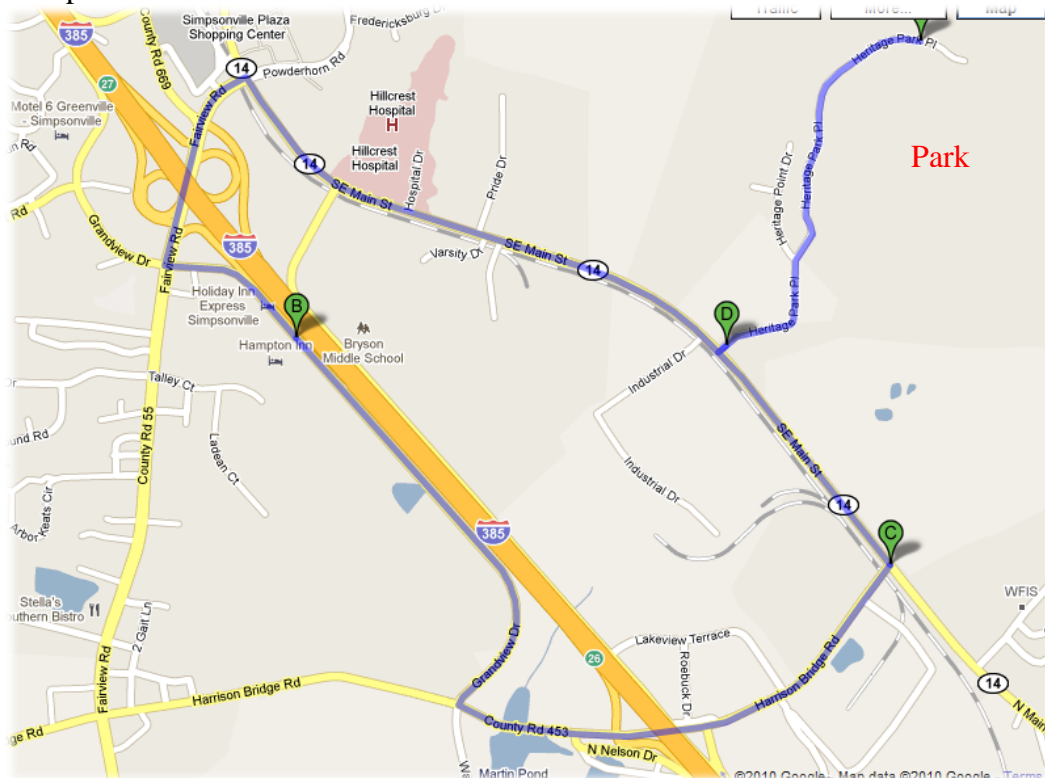 Simpsonville Plaza
Shopping Center
Fredericksburg Dr
Traffic
More...
Map
385
County Rd 669
14
Powderhorn Rd
Heritage Park Pl
27
Fairview Rd
Motel 6 Greenville
- Simpsonville
Hillcrest
Hospital
H
Hillcrest
Hospital
Hospital Dr
Pride Dr
Park
Heritage Point Dr
Heritage Park Pl
Heritage Park Pl
14
SE Main St
Rd
Grandview Dr
Fairview Rd
385
Varsity Dr
SE Main St
14
Holiday Inn
Express
Simpsonville
B
Hampton Inn
Bryson
Middle School
D
Heritage Park Pl
Industrial Dr
Talley Ct
Ladean Ct
County Rd 55
SE Main St
Industrial Dr
Arbor Keats Cir
14
385
C
Stella's
Southern Bistro
2 Gait Ln
WFIS
Lakeview Terrace
26
Roebuck Dr
Grandview Dr
Harrison Bridge Rd
Fairview Rd
Harrison Bridge Rd
14
N Main
County Rd 453
N Nelson Dr
Martin Pond
©2010 Google - Map data ©2010 Google - Terms